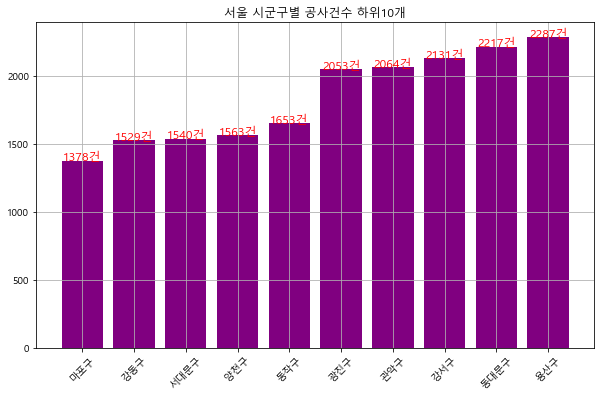 서울 시군구별 공사건수 하위10개
2287건
2217건
2131건
2053건
2064건
2000
1653건
1563건
1529건
1540건
1500
1378건
1000
500
0
마포구
강동구
서대문구
양천구
동작구
광진구
관악구
강서구
동대문구
용산구